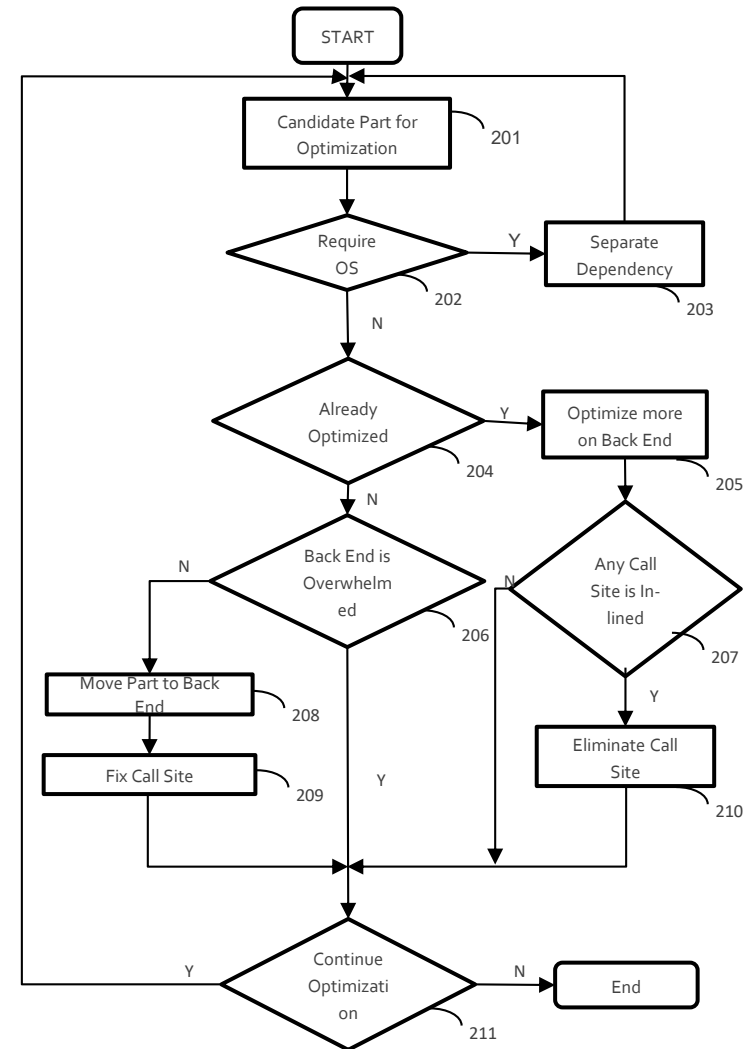 START
Candidate Part for
Optimization
201
Require
OS
202
Y
Separate
Dependency
203
N
Already
Optimized
204
Y
Optimize more
on Back End
205
N
Back End is
Overwhelm
ed
206
N
Any Call
Site is In-
lined
207
N
Y
Move Part to Back
End
208
Fix Call Site
209
Y
Eliminate Call
Site
210
Continue
Optimizati
on
211
Y
N
End